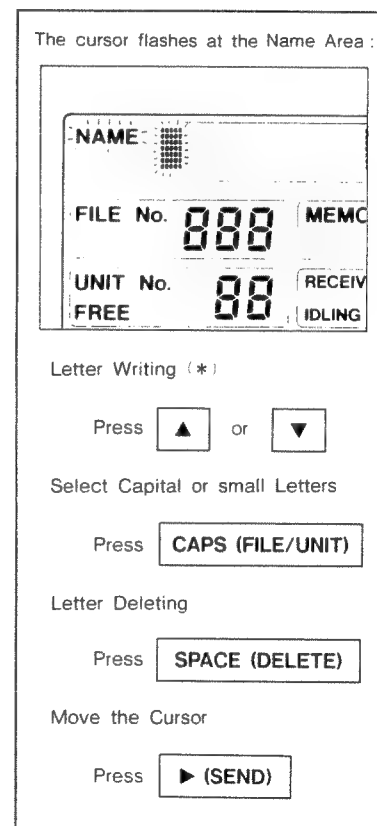 The cursor flashes at the Name Area :
NAME
FILE No. 888 MEMC
UNIT No. 88 RECEIV
FREE IDLING
Letter Writing (*)
Press ▲ or ▼
Select Capital or small Letters
Press CAPS (FILE/UNIT)
Letter Deleting
Press SPACE (DELETE)
Move the Cursor
Press ▶ (SEND)